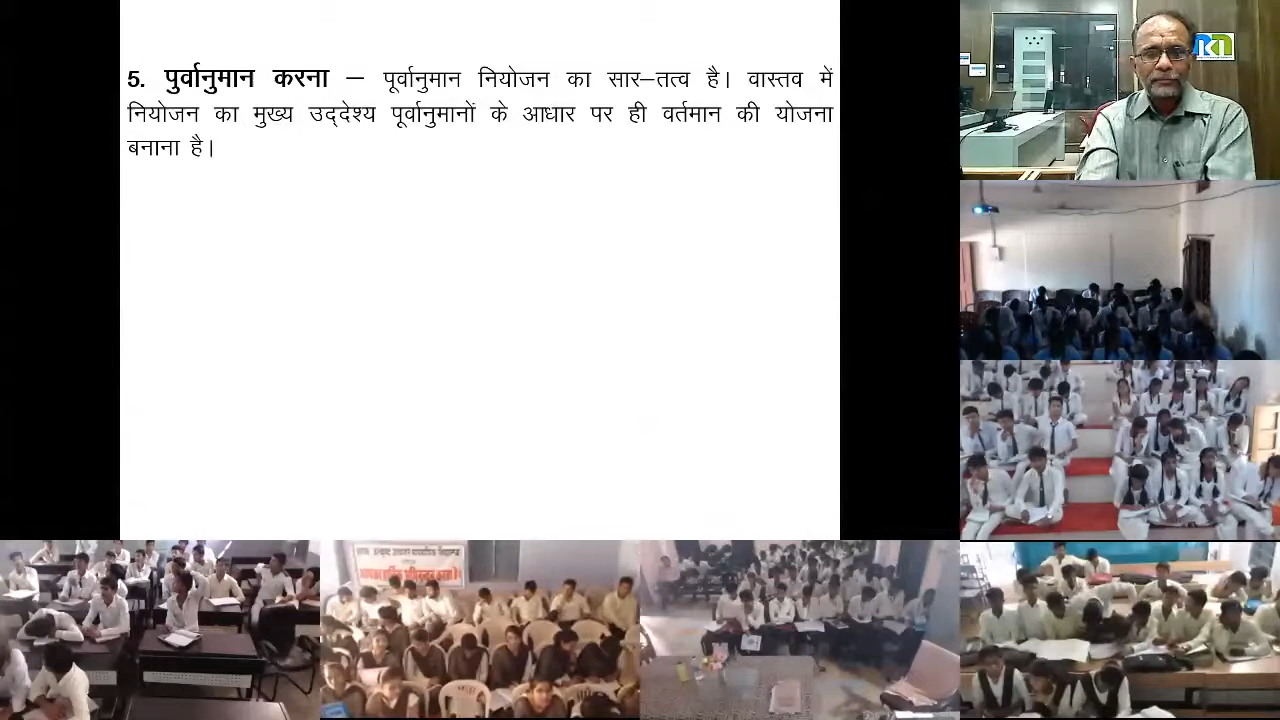 5. पुर्वानुमान करना – पूर्वानुमान नियोजन का सार–तत्व है। वास्तव में
नियोजन का मुख्य उद्देश्य पूर्वानुमानों के आधार पर ही वर्तमान की योजना
बनाना है।